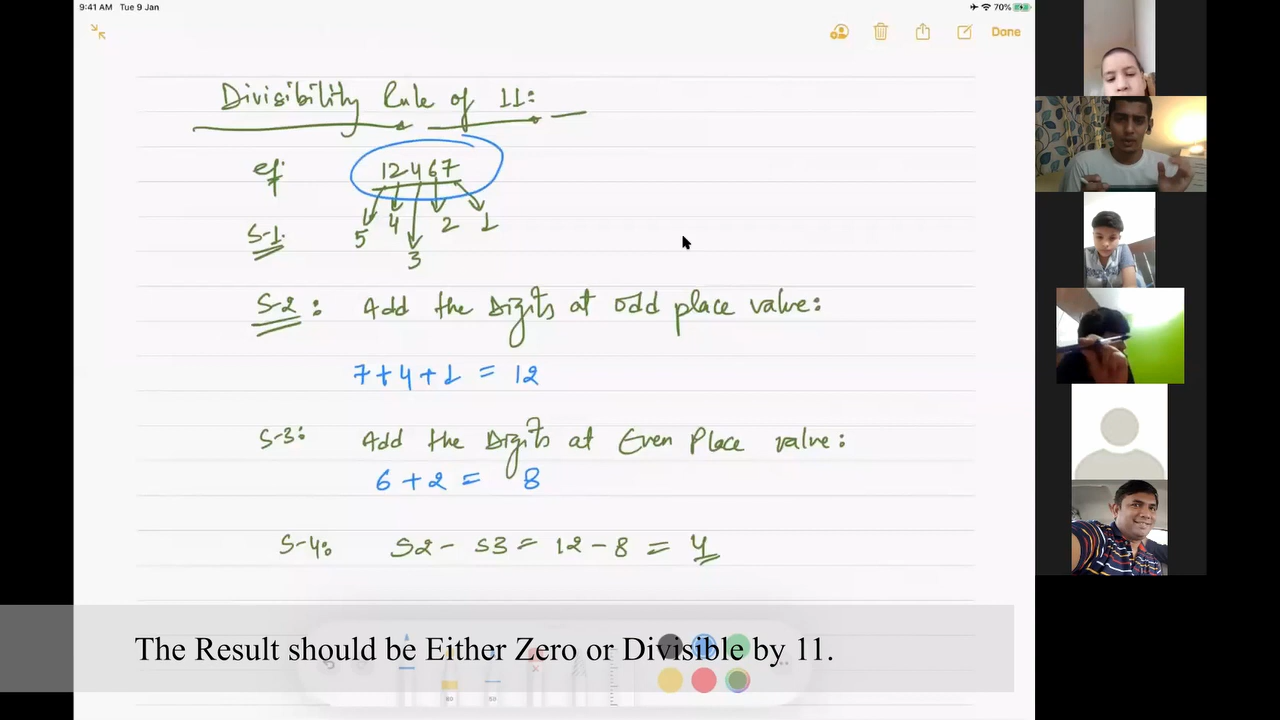 9:41 AM Tue 9 Jan
70%
Done
Divisibility Rule of 11:
eg:
12467
S-1:
5 4 3 2 1
S-2: Add the Digits at odd place value:
7+4+1 = 12
S-3: Add the Digits at Even Place value:
6+2 = 8
S-4: S2 - S3 = 12 - 8 = 4
The Result should be Either Zero or Divisible by 11.